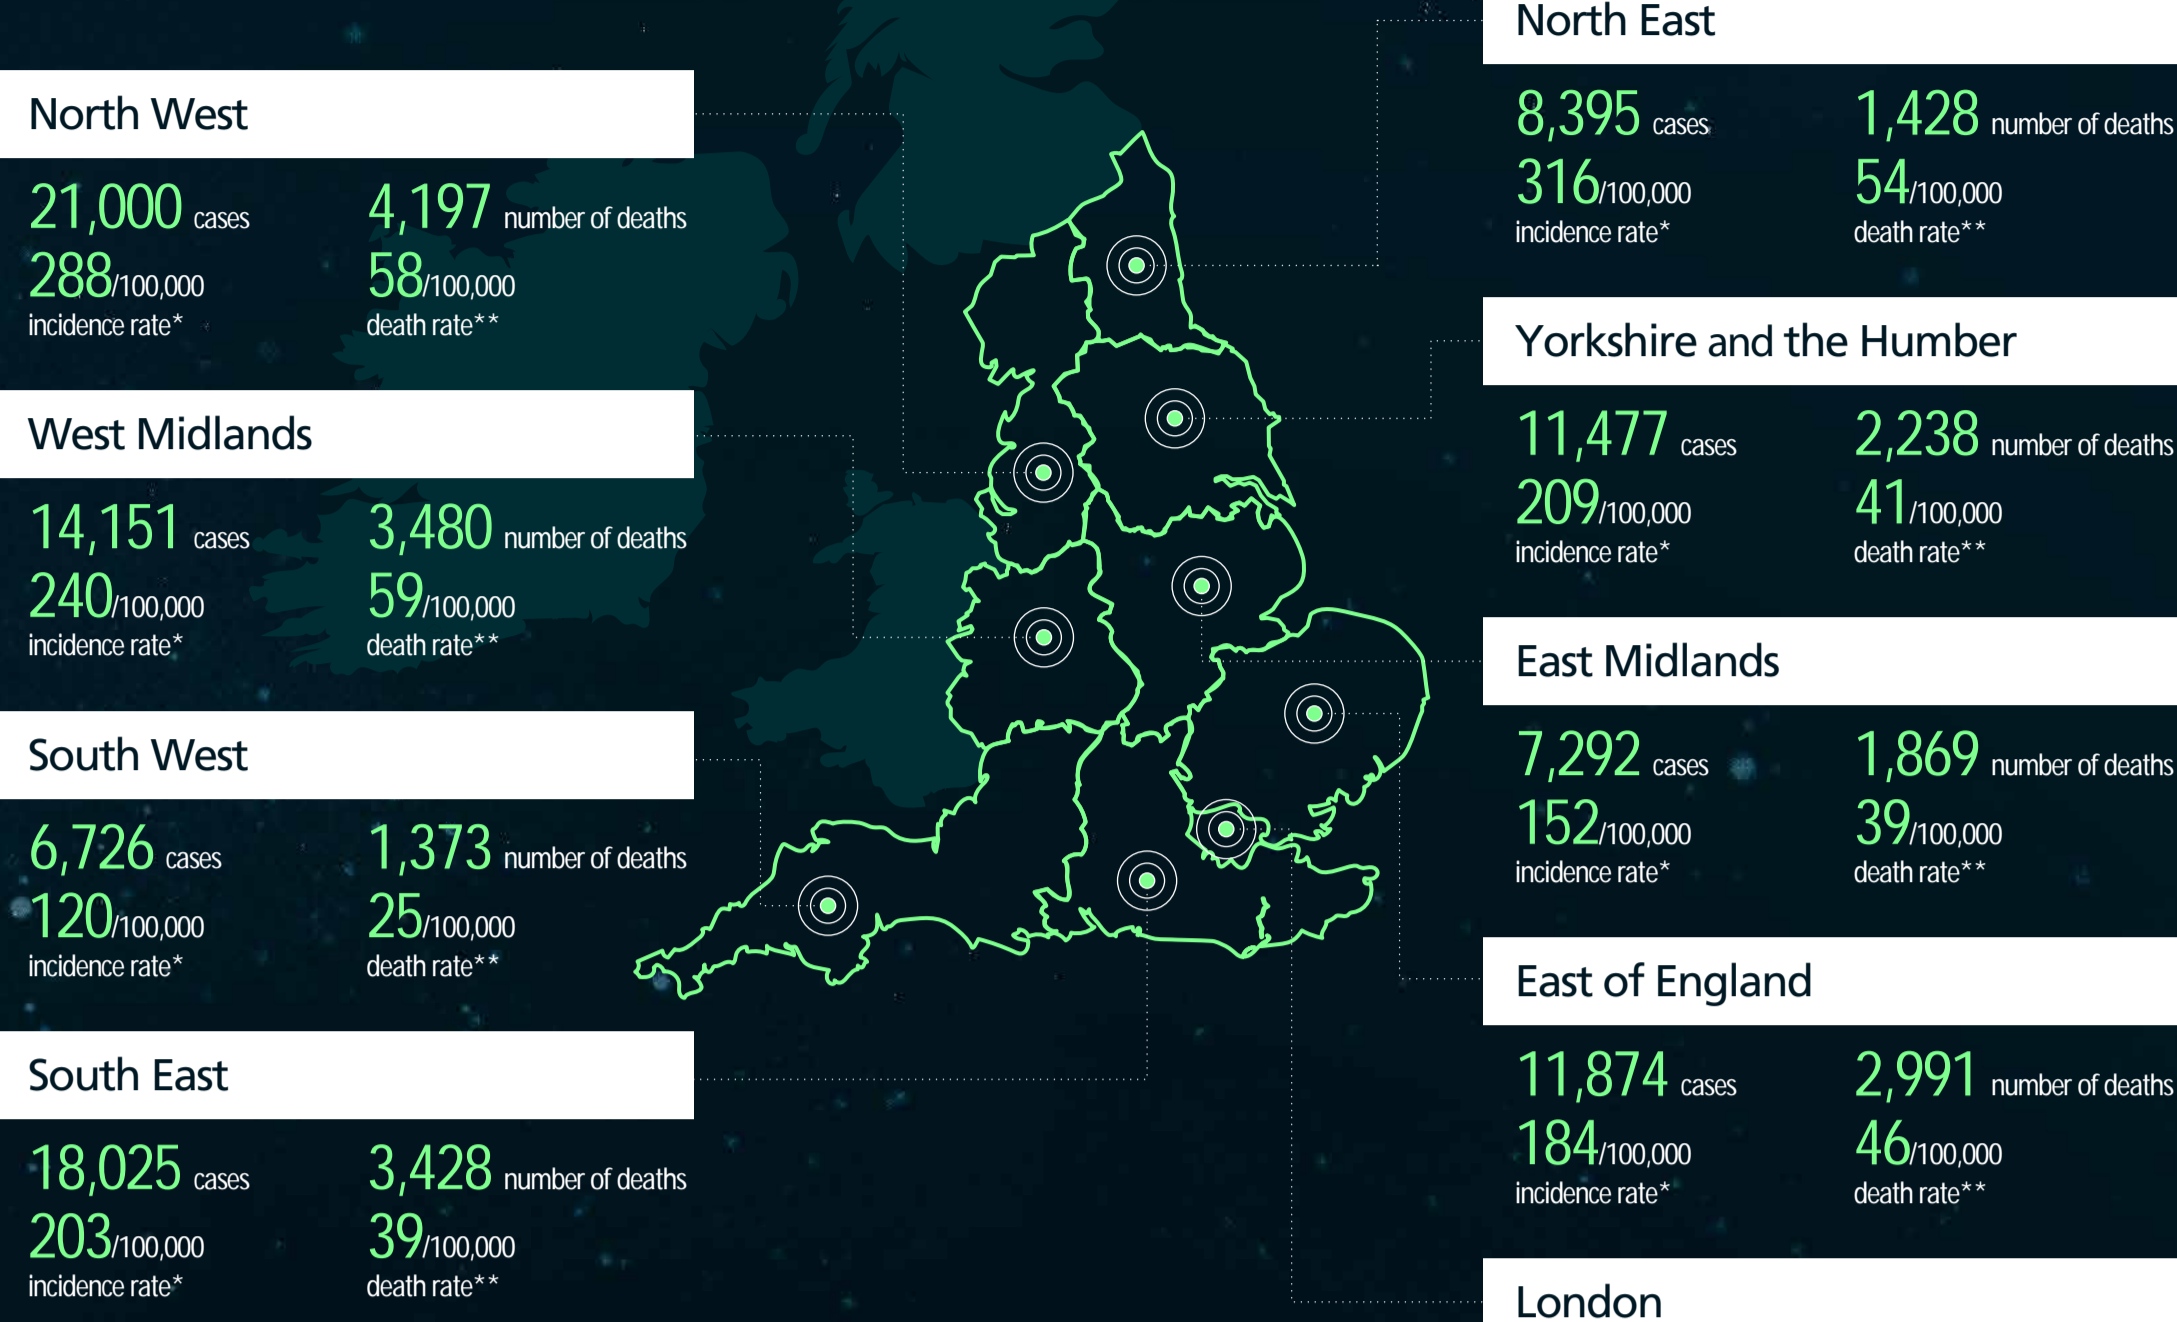 North West
21,000 cases 4,197 number of deaths
288/100,000 58/100,000
incidence rate* death rate**
West Midlands
14,151 cases 3,480 number of deaths
240/100,000 59/100,000
incidence rate* death rate**
South West
6,726 cases 1,373 number of deaths
120/100,000 25/100,000
incidence rate* death rate**
South East
18,025 cases 3,428 number of deaths
203/100,000 39/100,000
incidence rate* death rate**
North East
8,395 cases 1,428 number of deaths
316/100,000 54/100,000
incidence rate* death rate**
Yorkshire and the Humber
11,477 cases 2,238 number of deaths
209/100,000 41/100,000
incidence rate* death rate**
East Midlands
7,292 cases 1,869 number of deaths
152/100,000 39/100,000
incidence rate* death rate**
East of England
11,874 cases 2,991 number of deaths
184/100,000 46/100,000
incidence rate* death rate**
London